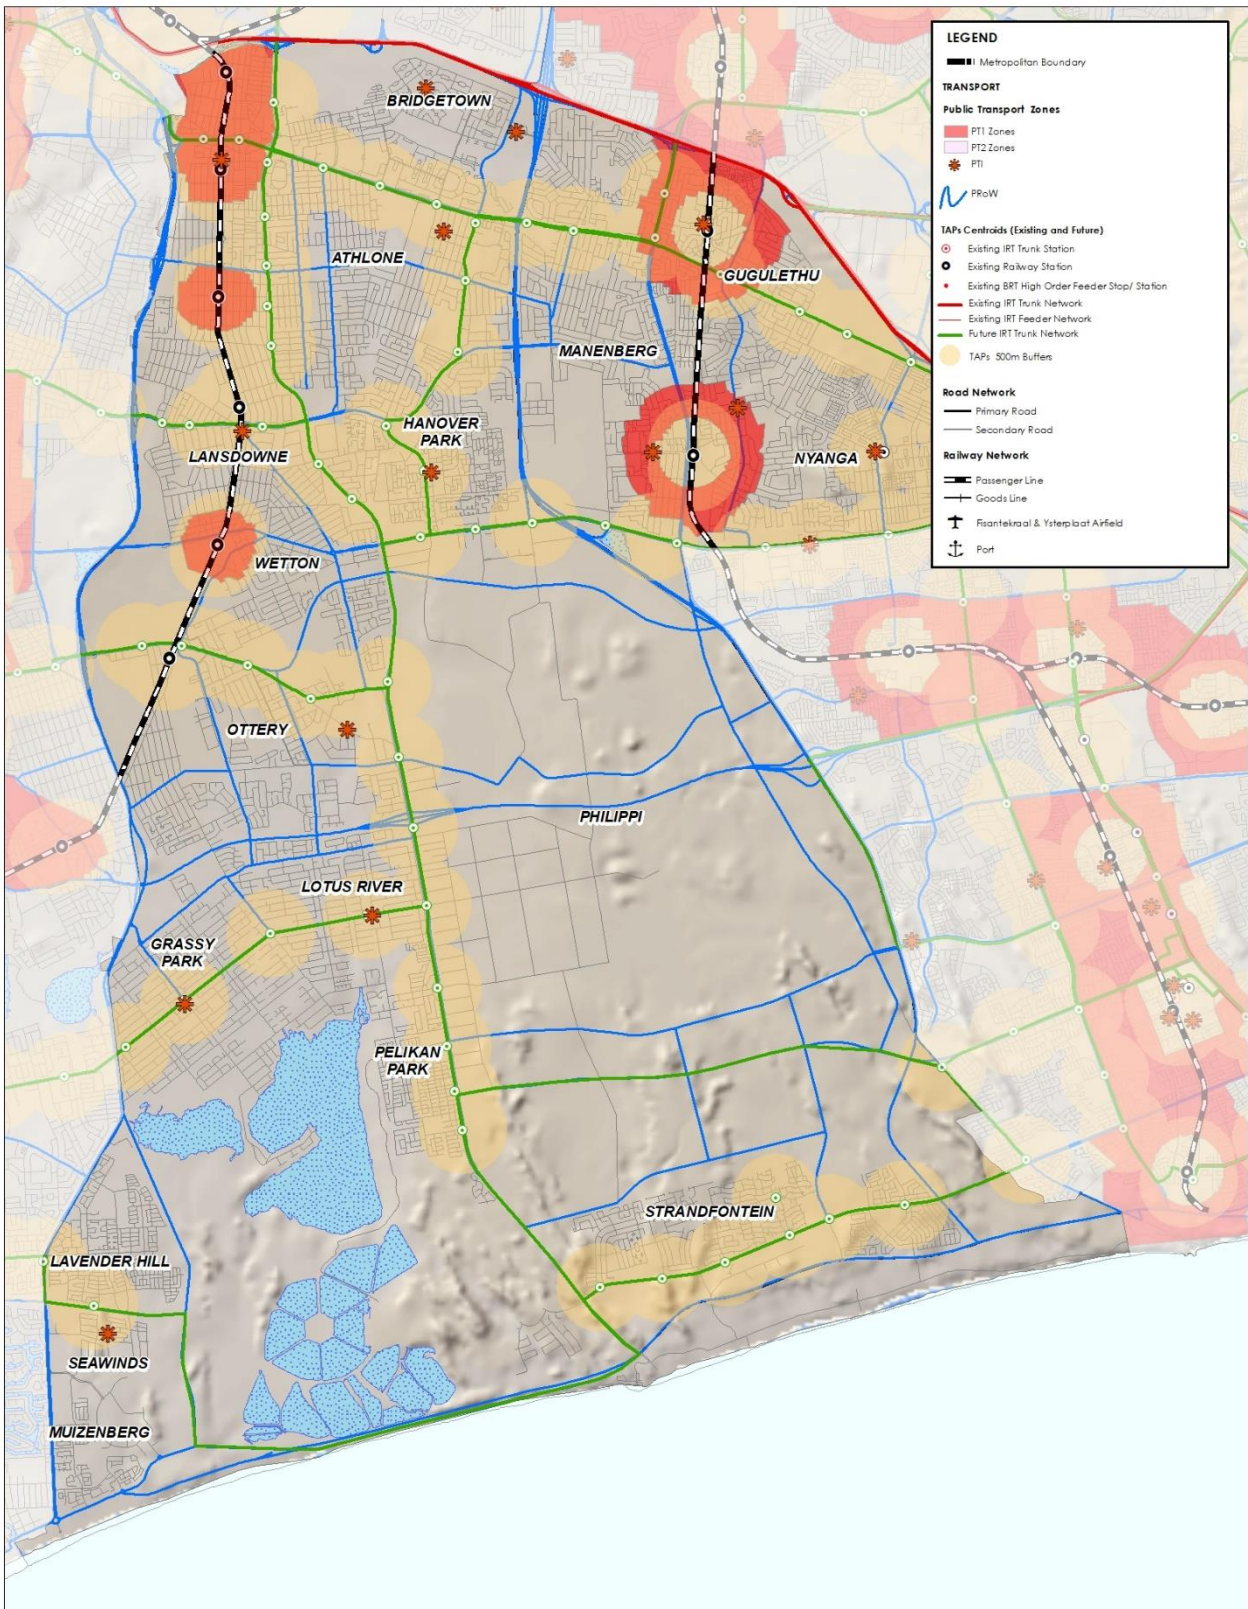 LEGEND
Metropolitan Boundary
TRANSPORT
Public Transport Zones
PT1 Zones
PT2 Zones
PTI
PRoW
TAPs Centroids (Existing and Future)
Existing IRT Trunk Station
Existing Railway Station
Existing BRT High Order Feeder Stop/ Station
Existing IRT Trunk Network
Existing IRT Feeder Network
Future IRT Trunk Network
TAPs 500m Buffers
Road Network
Primary Road
Secondary Road
Railway Network
Passenger Line
Goods Line
Fisantekraal & Ysterplaat Airfield
Port
BRIDGETOWN
ATHLONE
GUGULETHU
MANENBERG
HANOVER
PARK
LANSDOWNE
NYANGA
WETTON
OTTERY
PHILIPPI
LOTUS RIVER
GRASSY
PARK
PELIKAN
PARK
STRANDFONTEIN
LAVENDER HILL
SEAWINDS
MUIZENBERG